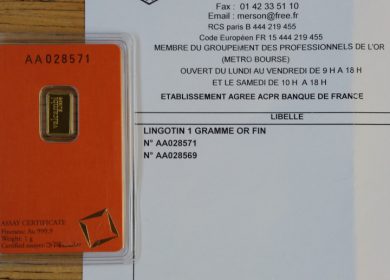 AA028571
ASSAY CERTIFICATE
Fineness: Au 999.9
Weight: 1 g
Certified assayer
Fax : 01 42 33 51 10
Email : merson@free.fr
RCS paris B 444 219 455
Code Européen FR 15 444 219 455
MEMBRE DU GROUPEMENT DES PROFESSIONNELS DE L'OR
(METRO BOURSE)
OUVERT DU LUNDI AU VENDREDI DE 9 H A 18 H
ET LE SAMEDI DE 10 H. A 18 H
ETABLISSEMENT AGREE ACPR BANQUE DE FRANCE
LIBELLE
LINGOTIN 1 GRAMME OR FIN
N° AA028571
N° AA028569